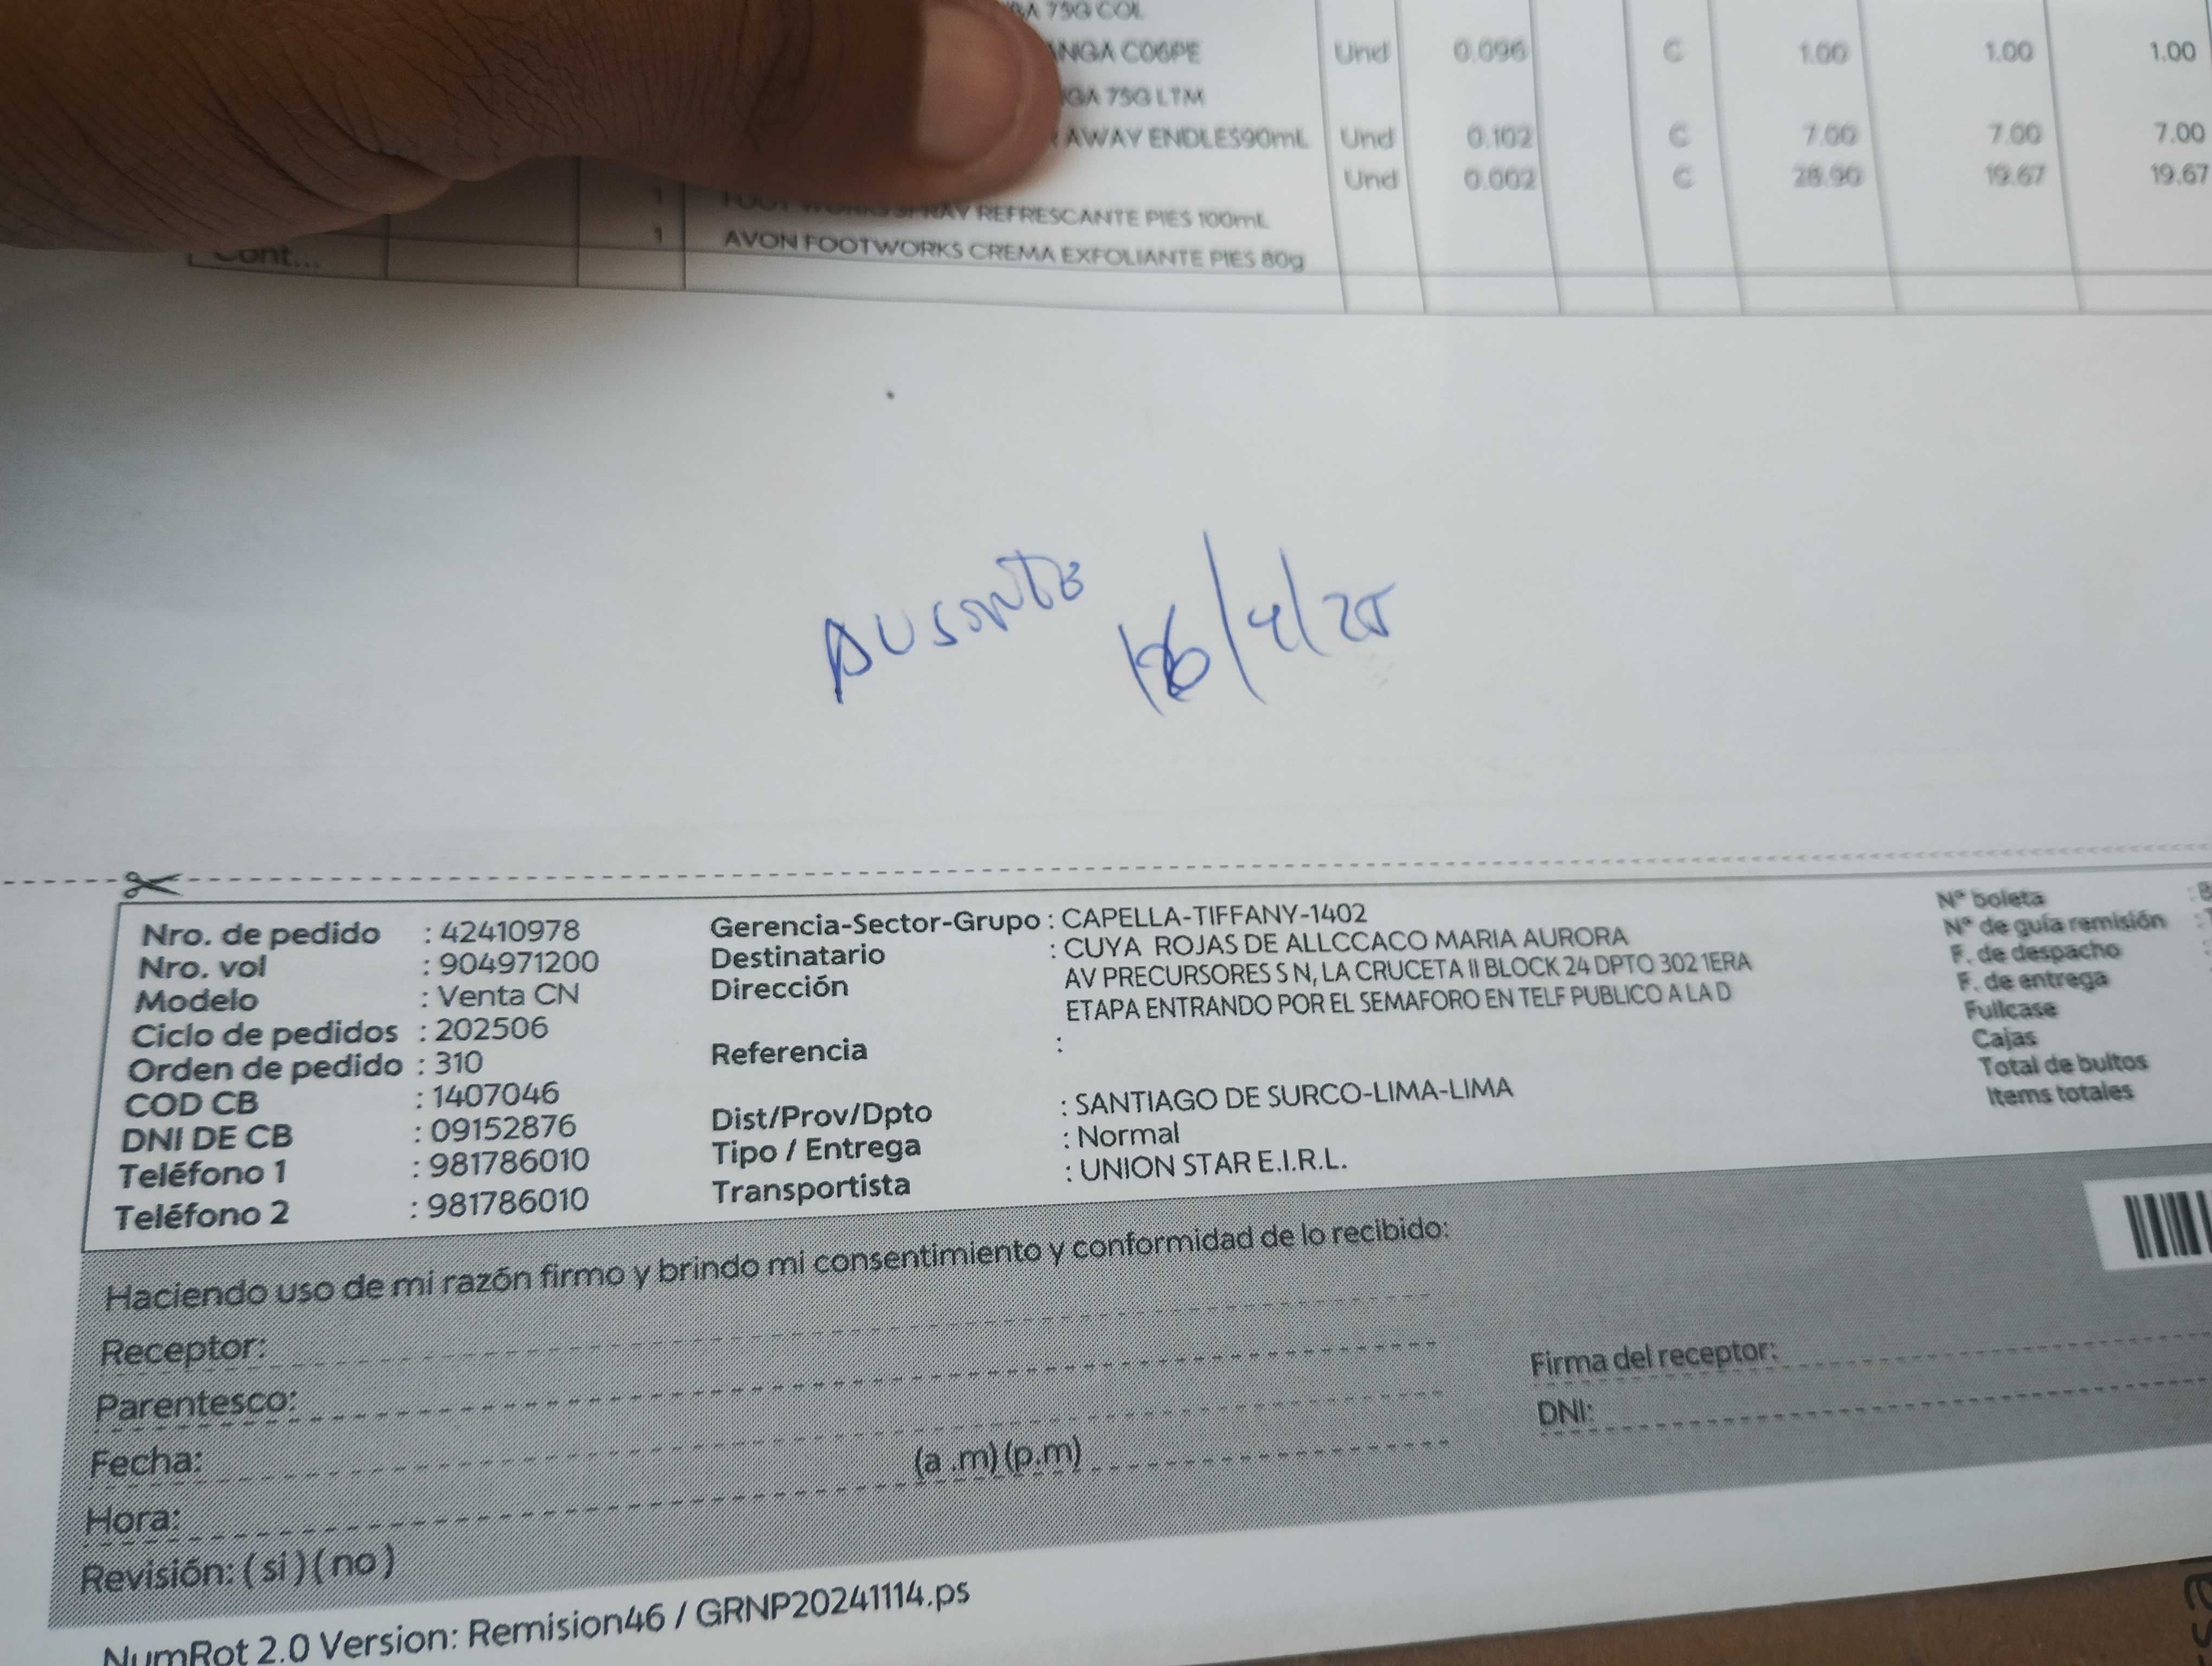 75G COL
NGA C06PE Und 0.096 C 1.00 1.00 1.00
GA 75G LTM
AWAY ENDLES90mL Und 0.102 C 7.00 7.00 7.00
Und 0.002 C 28.90 19.67 19.67
1 FOOTWORKS SPRAY REFRESCANTE PIES 100mL
1 AVON FOOTWORKS CREMA EXFOLIANTE PIES 80g
Cont...
AUSENTE
16/4/25
Nro. de pedido : 42410978
Nro. vol : 904971200
Modelo : Venta CN
Ciclo de pedidos : 202506
Orden de pedido : 310
COD CB : 1407046
DNI DE CB : 09152876
Teléfono 1 : 981786010
Teléfono 2 : 981786010
Gerencia-Sector-Grupo : CAPELLA-TIFFANY-1402
Destinatario : CUYA ROJAS DE ALLCCACO MARIA AURORA
Dirección AV PRECURSORES S N, LA CRUCETA II BLOCK 24 DPTO 302 1ERA
ETAPA ENTRANDO POR EL SEMAFORO EN TELF PUBLICO A LA D
Referencia :
Dist/Prov/Dpto : SANTIAGO DE SURCO-LIMA-LIMA
Tipo / Entrega : Normal
Transportista : UNION STAR E.I.R.L.
N° boleta
N° de guía remisión
F. de despacho
F. de entrega
Fullcase
Cajas
Total de bultos
Items totales
Haciendo uso de mi razón firmo y brindo mi consentimiento y conformidad de lo recibido:
Receptor:
Parentesco:
Fecha:
Hora: (a .m) (p.m)
Revisión: ( si ) ( no )
Firma del receptor:
DNI:
NumRot 2.0 Version: Remision46 / GRNP20241114.ps